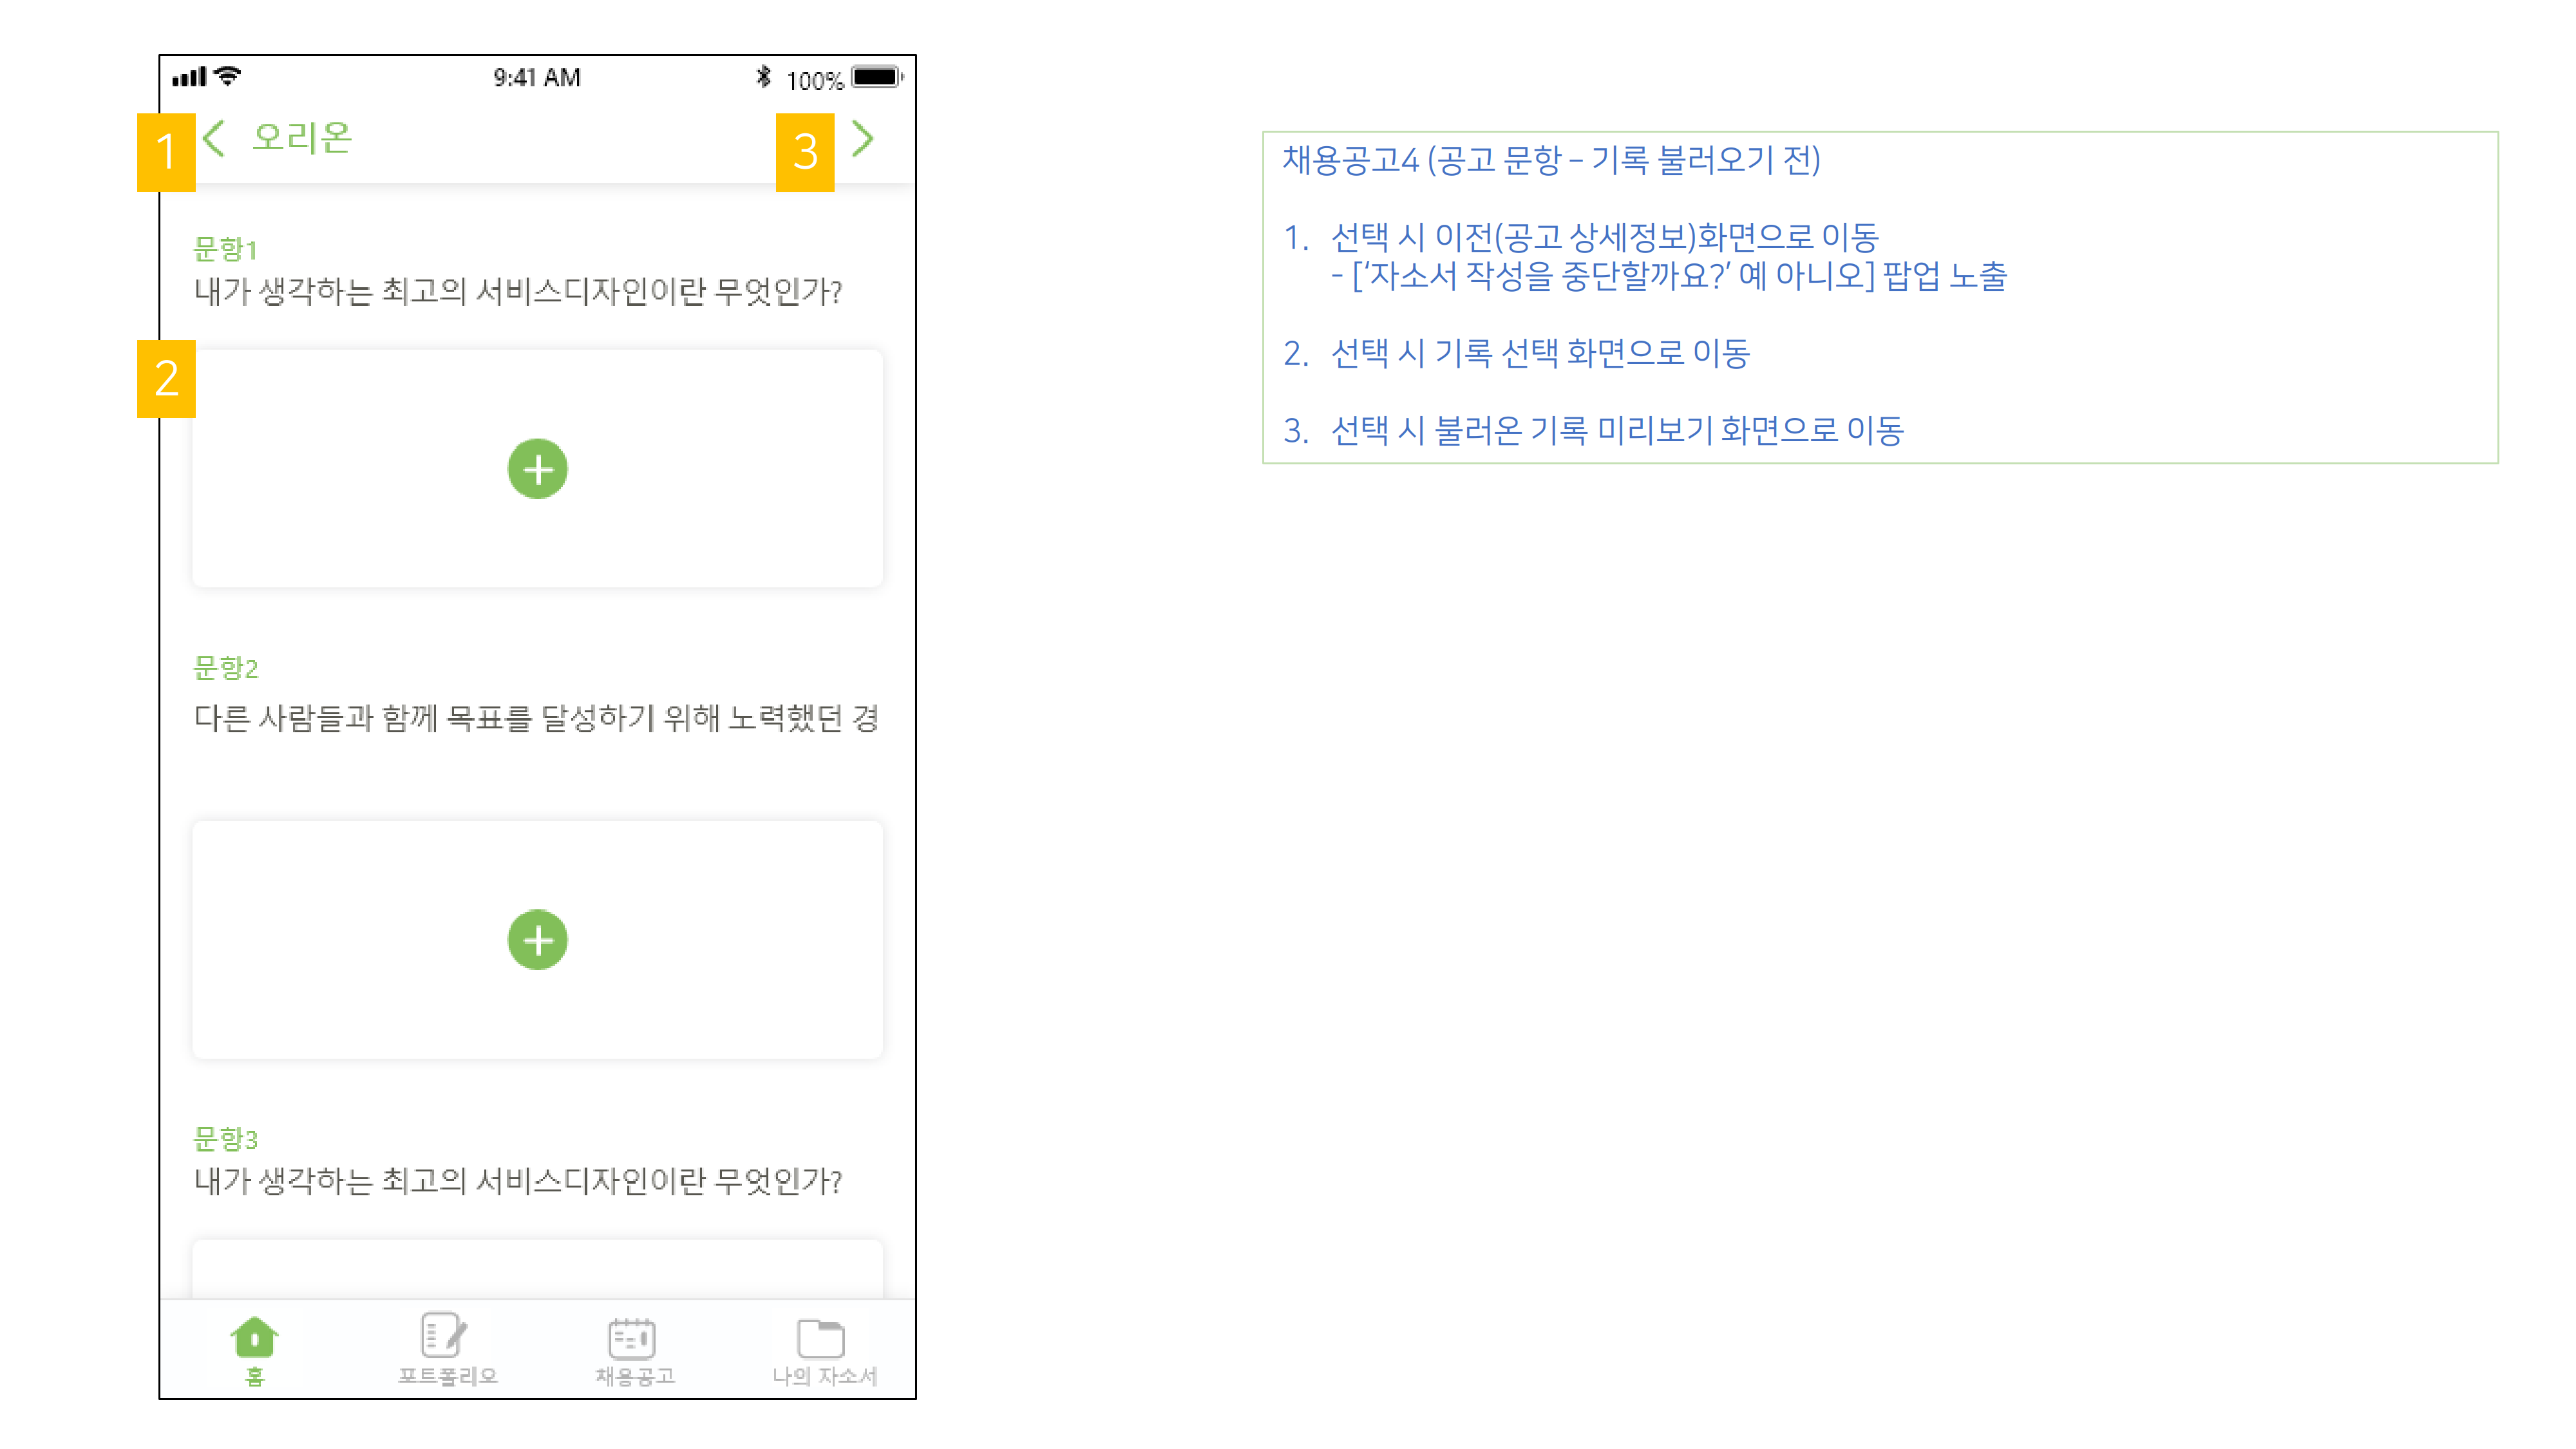 9:41 AM
100%
1
오리온
3
문항1
내가 생각하는 최고의 서비스디자인이란 무엇인가?
2
문항2
다른 사람들과 함께 목표를 달성하기 위해 노력했던 경
문항3
내가 생각하는 최고의 서비스디자인이란 무엇인가?
홈
포트폴리오
채용공고
나의 자소서
채용공고4 (공고 문항 – 기록 불러오기 전)
1. 선택 시 이전(공고 상세정보)화면으로 이동
- [‘자소서 작성을 중단할까요?’ 예 아니오] 팝업 노출
2. 선택 시 기록 선택 화면으로 이동
3. 선택 시 불러온 기록 미리보기 화면으로 이동